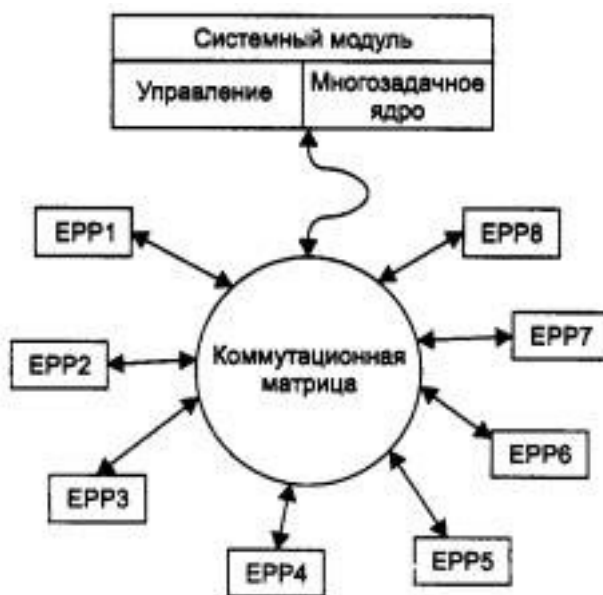 Системный модуль
Управление
Многозадачное
ядро
EPP1
EPP8
EPP2
Коммутационная
матрица
EPP7
EPP3
EPP6
EPP4
EPP5